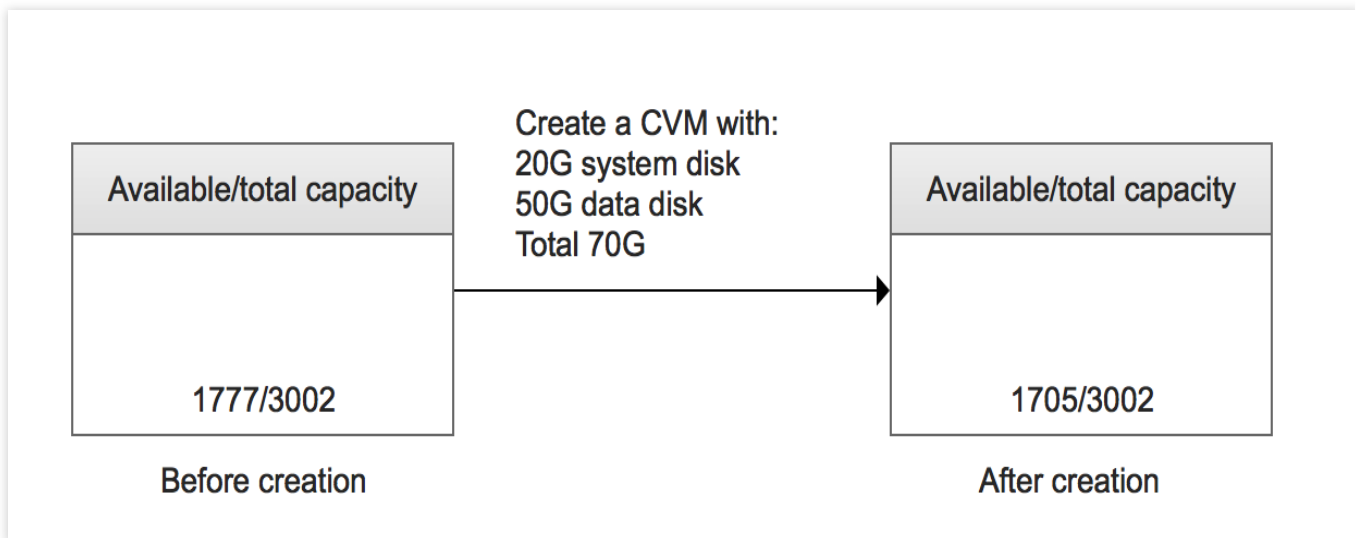 Create a CVM with:
20G system disk
50G data disk
Total 70G
Available/total capacity
1777/3002
Before creation
Available/total capacity
1705/3002
After creation